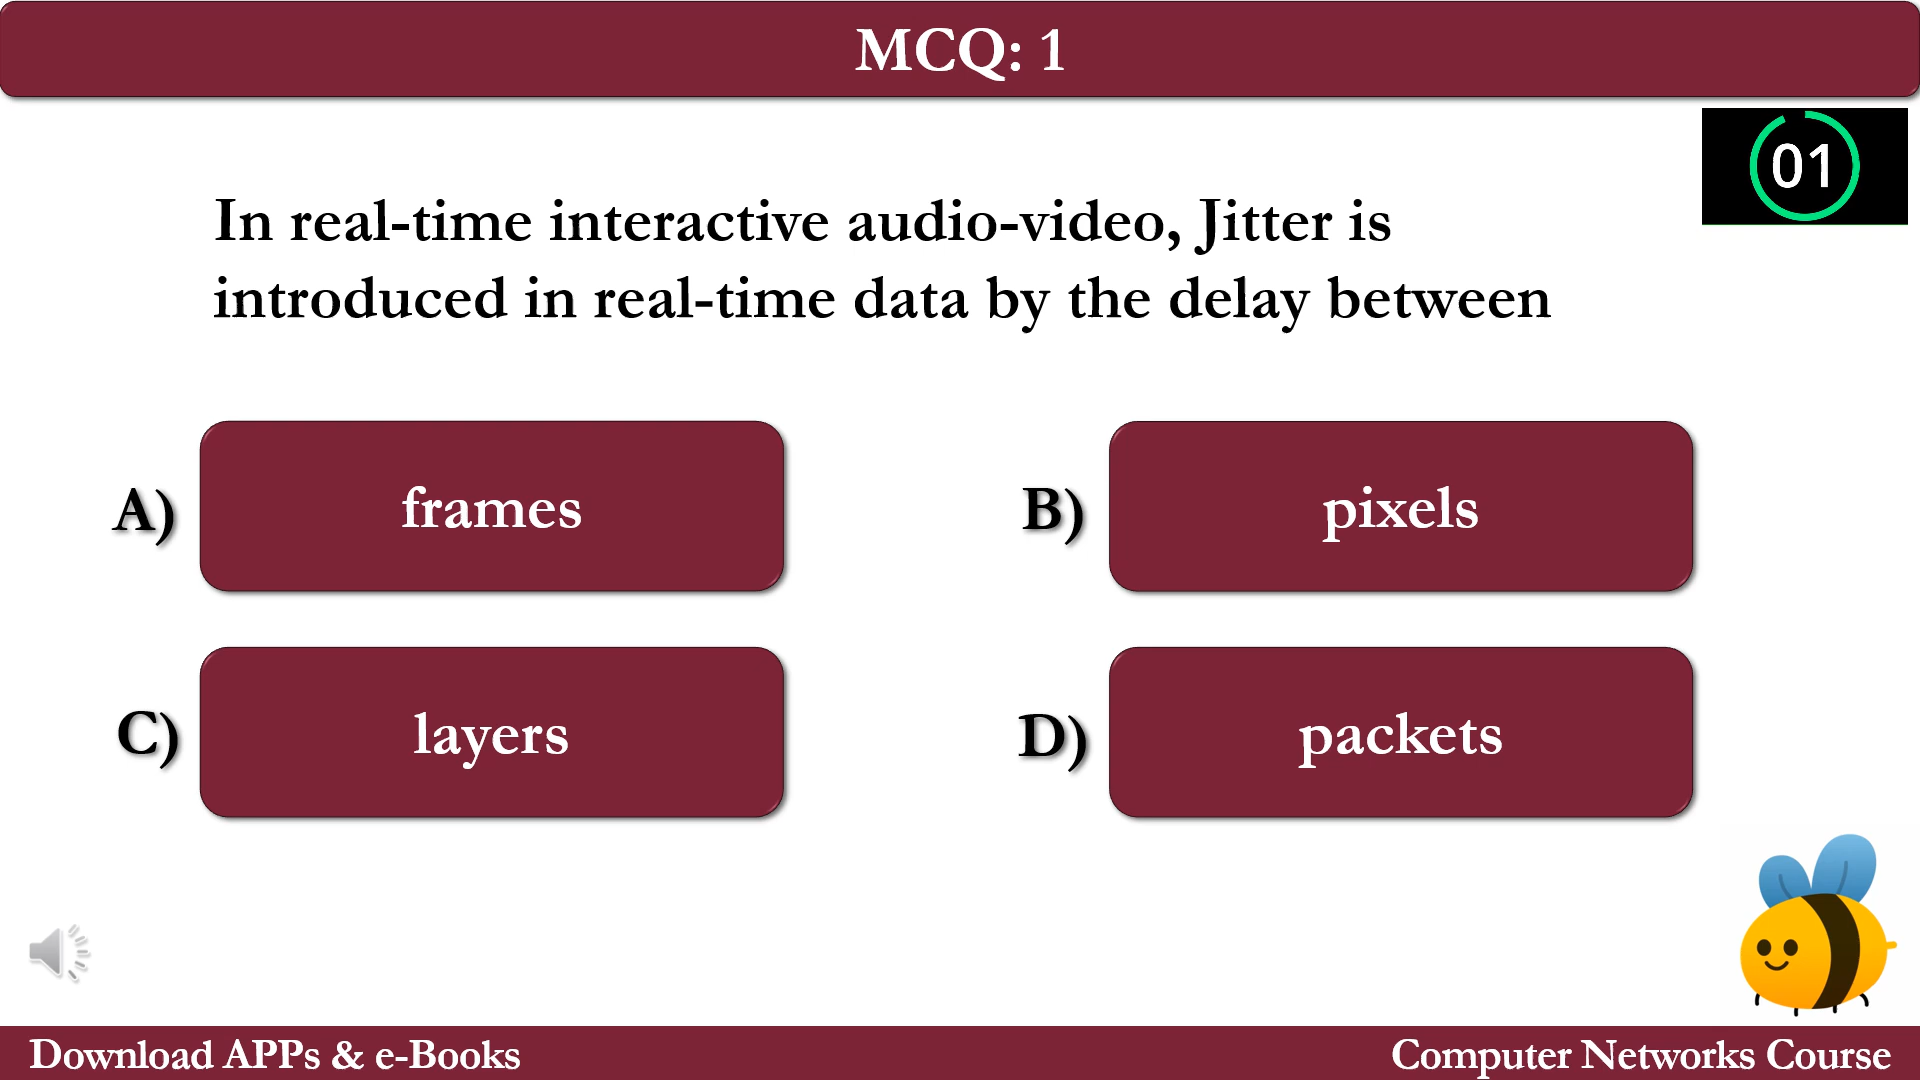 MCQ: 1
01
In real-time interactive audio-video, Jitter is
introduced in real-time data by the delay between
A) frames
B) pixels
C) layers
D) packets
Download APPs & e-Books
Computer Networks Course